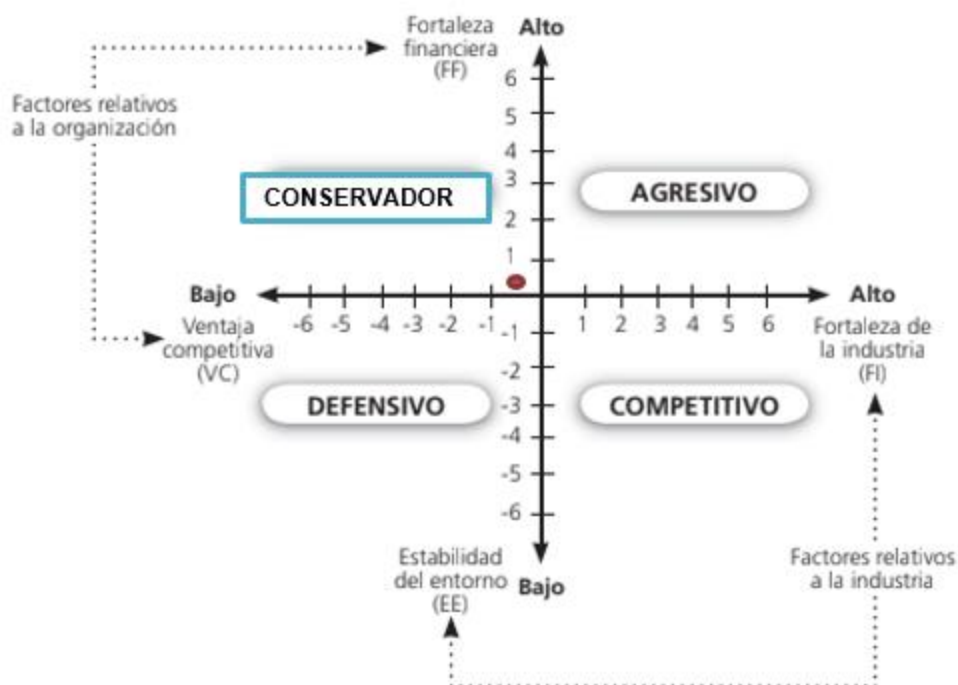 Fortaleza
financiera
(FF)
Alto
Factores relativos
a la organización
6
5
4
3
2
1
CONSERVADOR
AGRESIVO
Bajo
Alto
-6 -5 -4 -3 -2 -1
1 2 3 4 5 6
Ventaja
competitiva
(VC)
Fortaleza de
la industria
(FI)
-1
-2
-3
-4
-5
-6
DEFENSIVO
COMPETITIVO
Estabilidad
del entorno
(EE)
Bajo
Factores relativos
a la industria